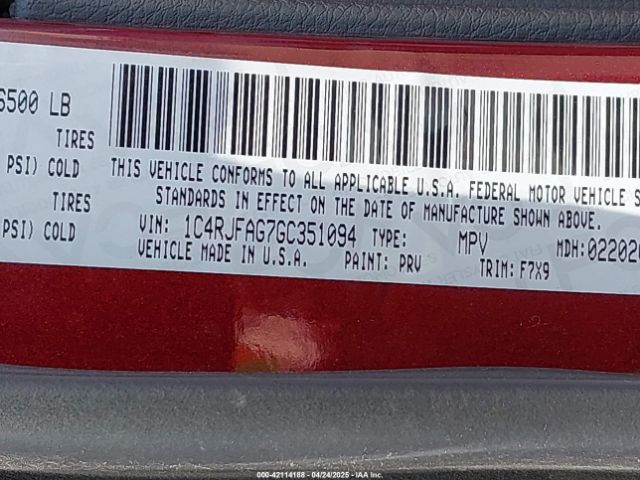 6500 LB
TIRES
PSI) COLD
TIRES
PSI) COLD
THIS VEHICLE CONFORMS TO ALL APPLICABLE U.S.A. FEDERAL MOTOR VEHICLE S
STANDARDS IN EFFECT ON THE DATE OF MANUFACTURE SHOWN ABOVE.
VIN: 1C4RJFAG7GC351094 TYPE: MPV MDH:022020
VEHICLE MADE IN U.S.A. PAINT: PRV TRIM: F7X9
000-42114188 - 04/24/2025 - IAA Inc.